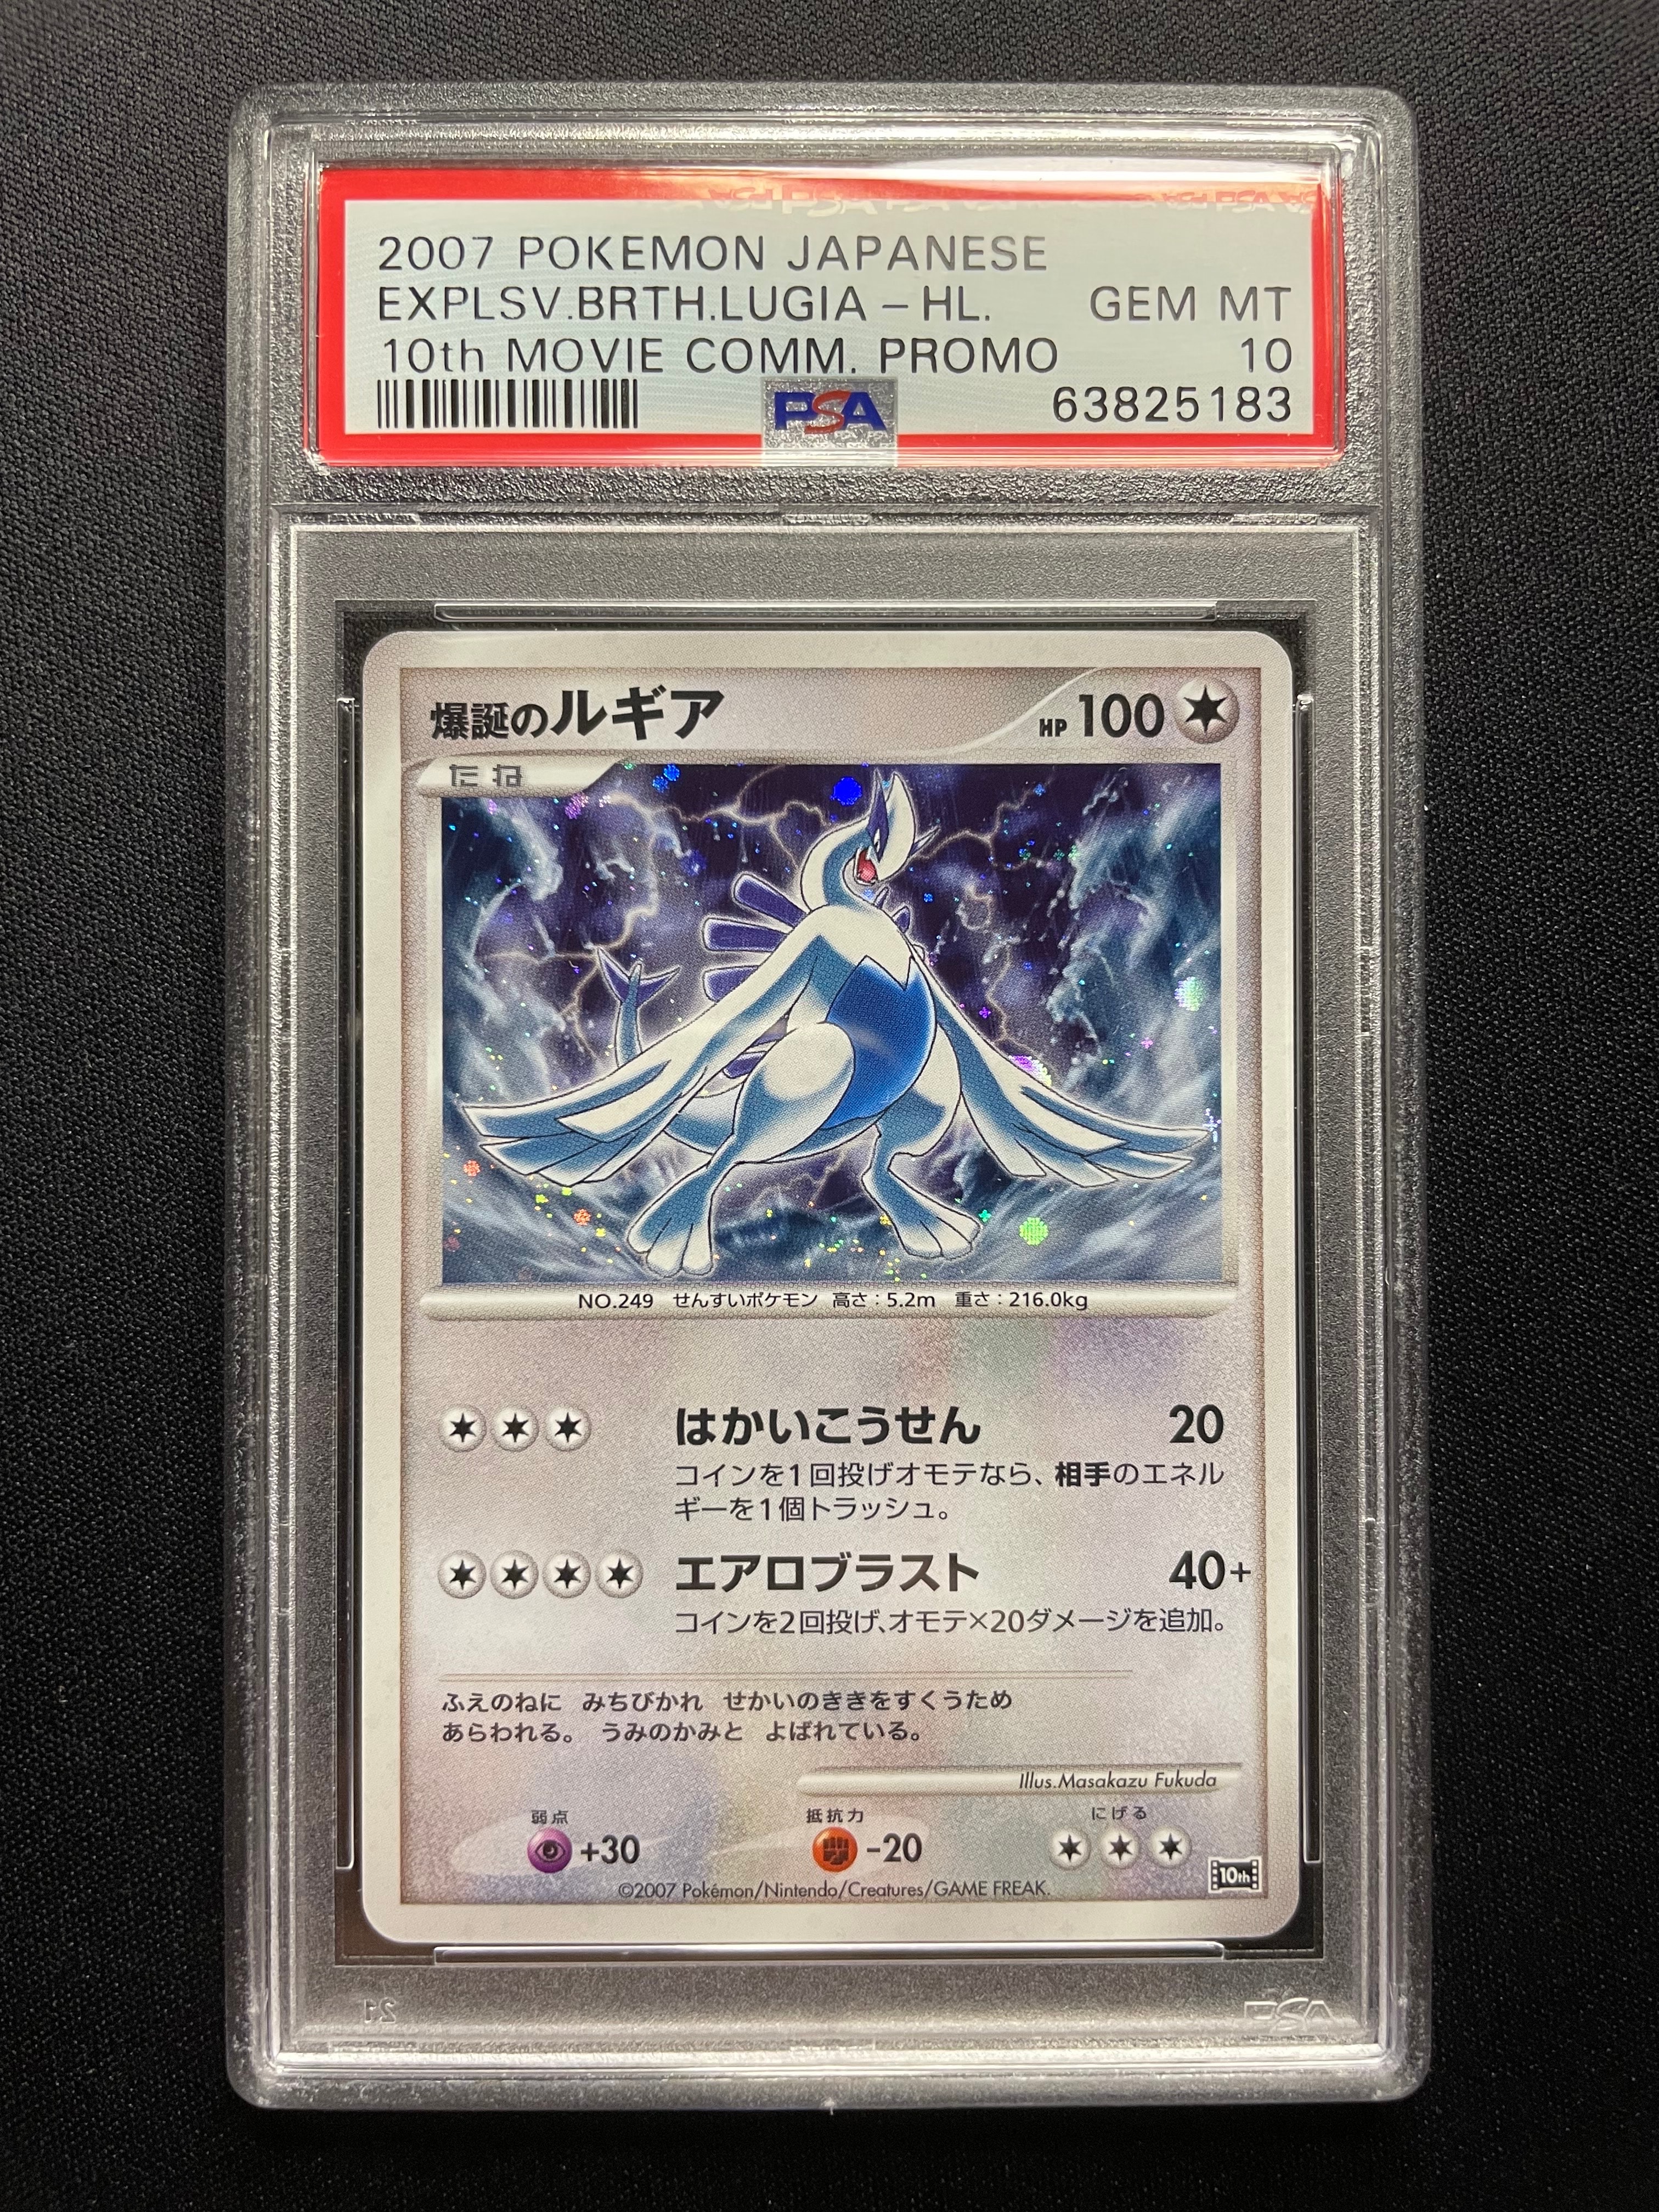 2007 POKEMON JAPANESE
EXPLSV.BRTH.LUGIA – HL. GEM MT
10th MOVIE COMM. PROMO 10
PSA 63825183
爆誕のルギア HP 100
たね
NO.249 せんすいポケモン 高さ：5.2m 重さ：216.0kg
はかいこうせん 20
コインを1回投げオモテなら、相手のエネル
ギーを1個トラッシュ。
エアロブラスト 40+
コインを2回投げ、オモテ×20ダメージを追加。
ふえのねに みちびかれ せかいのききをすくうため
あらわれる。 うみのかみと よばれている。
Illus.Masakazu Fukuda
弱点 抵抗力 にげる
+30 -20
10th
©2007 Pokémon/Nintendo/Creatures/GAME FREAK.
21 PSA